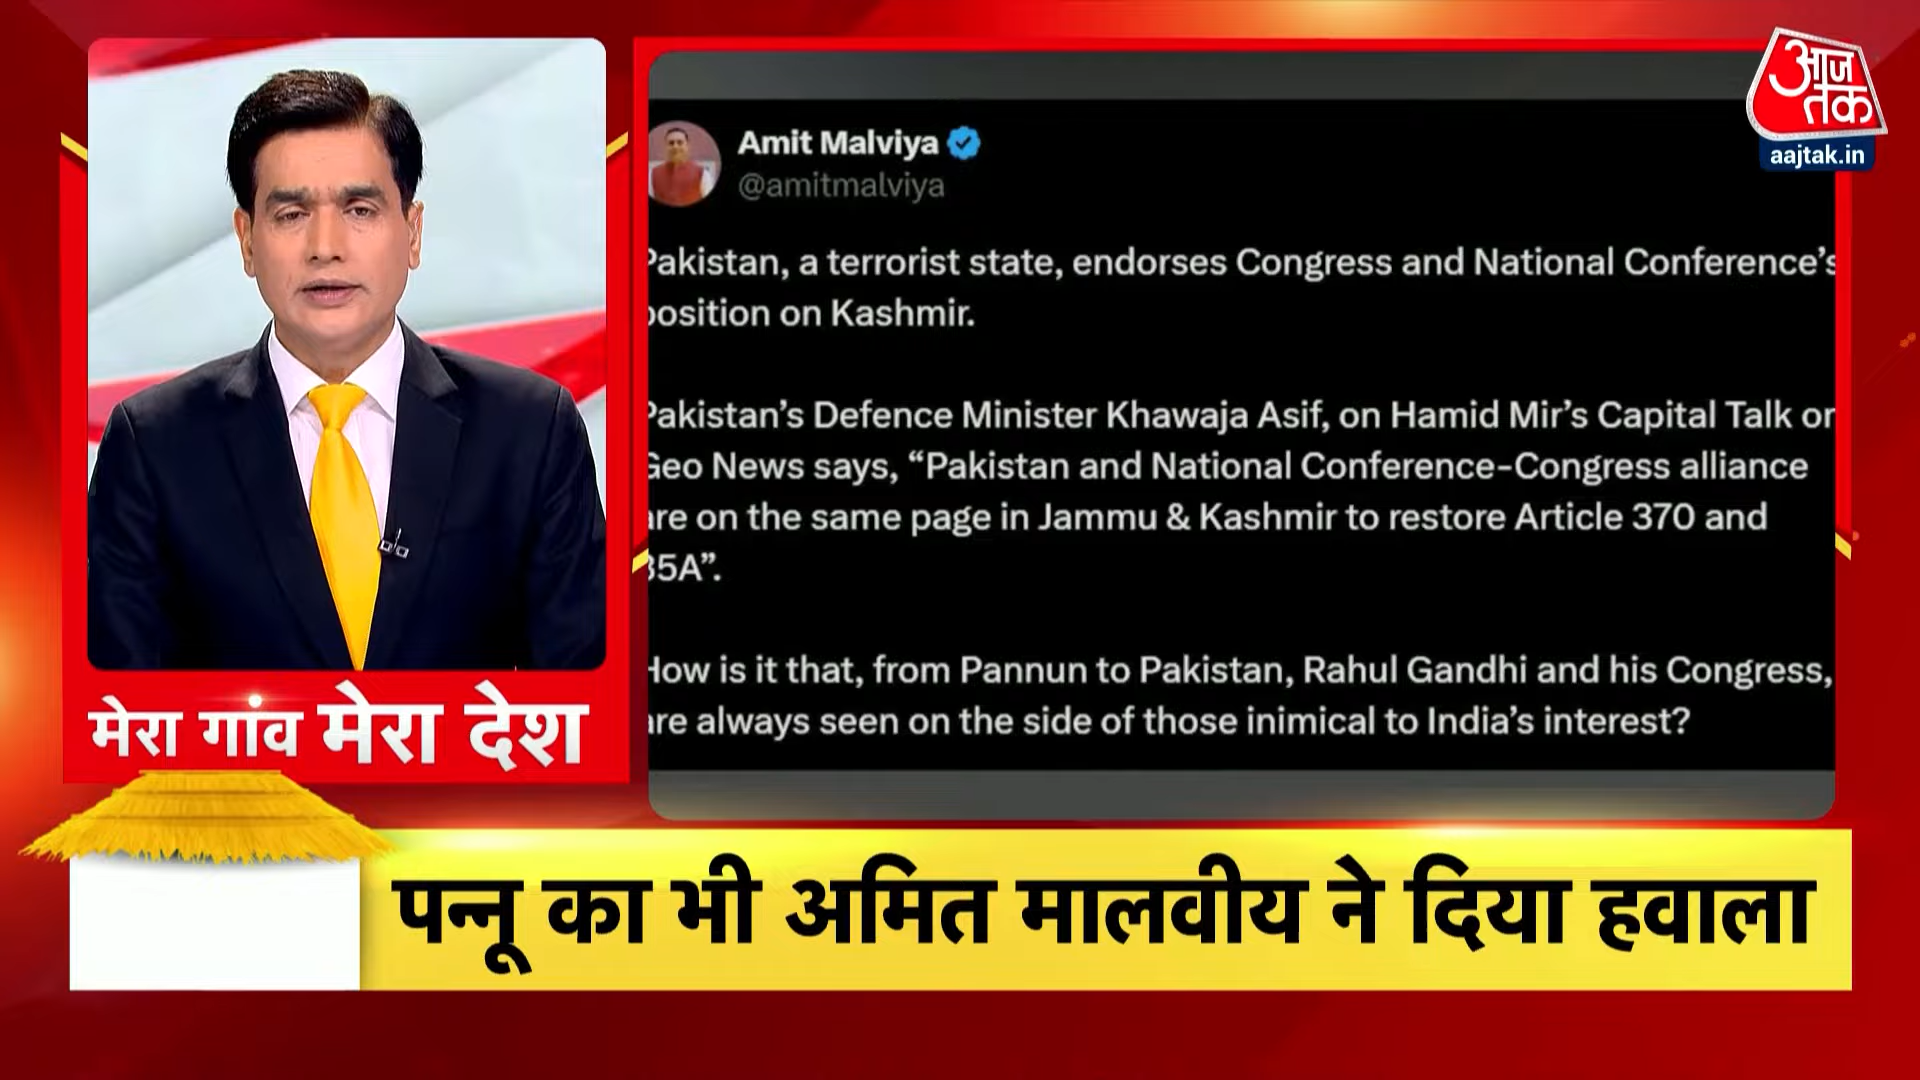 आज
तक
aajtak.in
Amit Malviya
@amitmalviya
Pakistan, a terrorist state, endorses Congress and National Conference’s
position on Kashmir.
Pakistan’s Defence Minister Khawaja Asif, on Hamid Mir’s Capital Talk on
Geo News says, “Pakistan and National Conference-Congress alliance
are on the same page in Jammu & Kashmir to restore Article 370 and
35A”.
How is it that, from Pannun to Pakistan, Rahul Gandhi and his Congress,
are always seen on the side of those inimical to India’s interest?
मेरा गांव मेरा देश
पन्नू का भी अमित मालवीय ने दिया हवाला